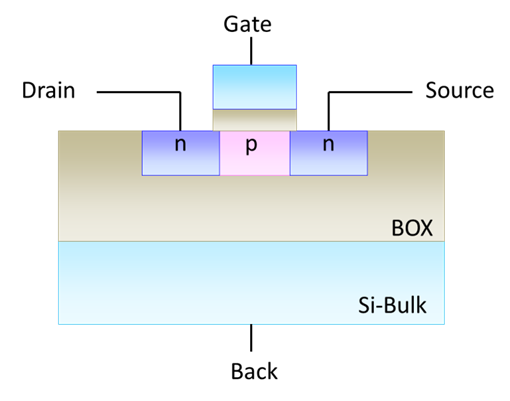 Gate
Drain
Source
n
p
n
BOX
Si-Bulk
Back